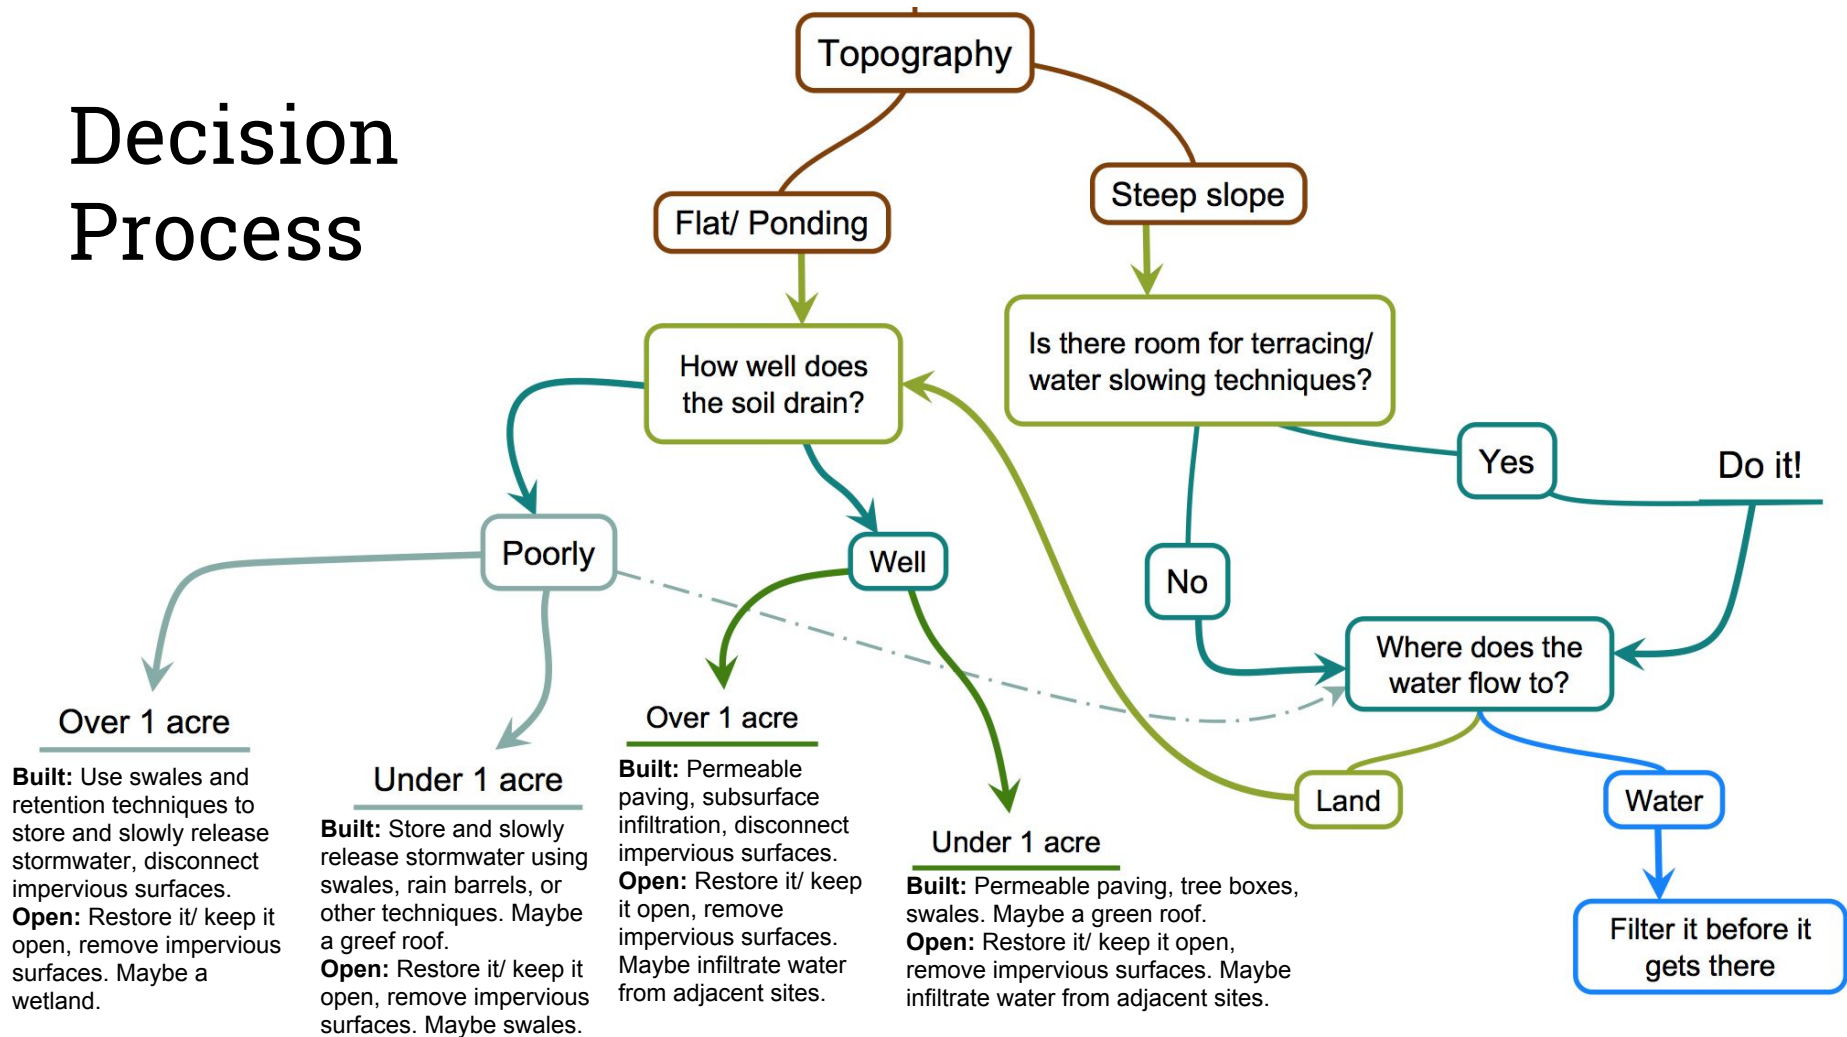 Decision
Process
Topography
Flat/ Ponding
Steep slope
How well does
the soil drain?
Is there room for terracing/
water slowing techniques?
Yes
Do it!
Poorly
Well
No
Where does the
water flow to?
Land
Water
Filter it before it
gets there
Over 1 acre
Built: Use swales and
retention techniques to
store and slowly release
stormwater, disconnect
impervious surfaces.
Open: Restore it/ keep it
open, remove impervious
surfaces. Maybe a
wetland.
Under 1 acre
Built: Store and slowly
release stormwater using
swales, rain barrels, or
other techniques. Maybe
a greef roof.
Open: Restore it/ keep it
open, remove impervious
surfaces. Maybe swales.
Over 1 acre
Built: Permeable
paving, subsurface
infiltration, disconnect
impervious surfaces.
Open: Restore it/ keep
it open, remove
impervious surfaces.
Maybe infiltrate water
from adjacent sites.
Under 1 acre
Built: Permeable paving, tree boxes,
swales. Maybe a green roof.
Open: Restore it/ keep it open,
remove impervious surfaces. Maybe
infiltrate water from adjacent sites.